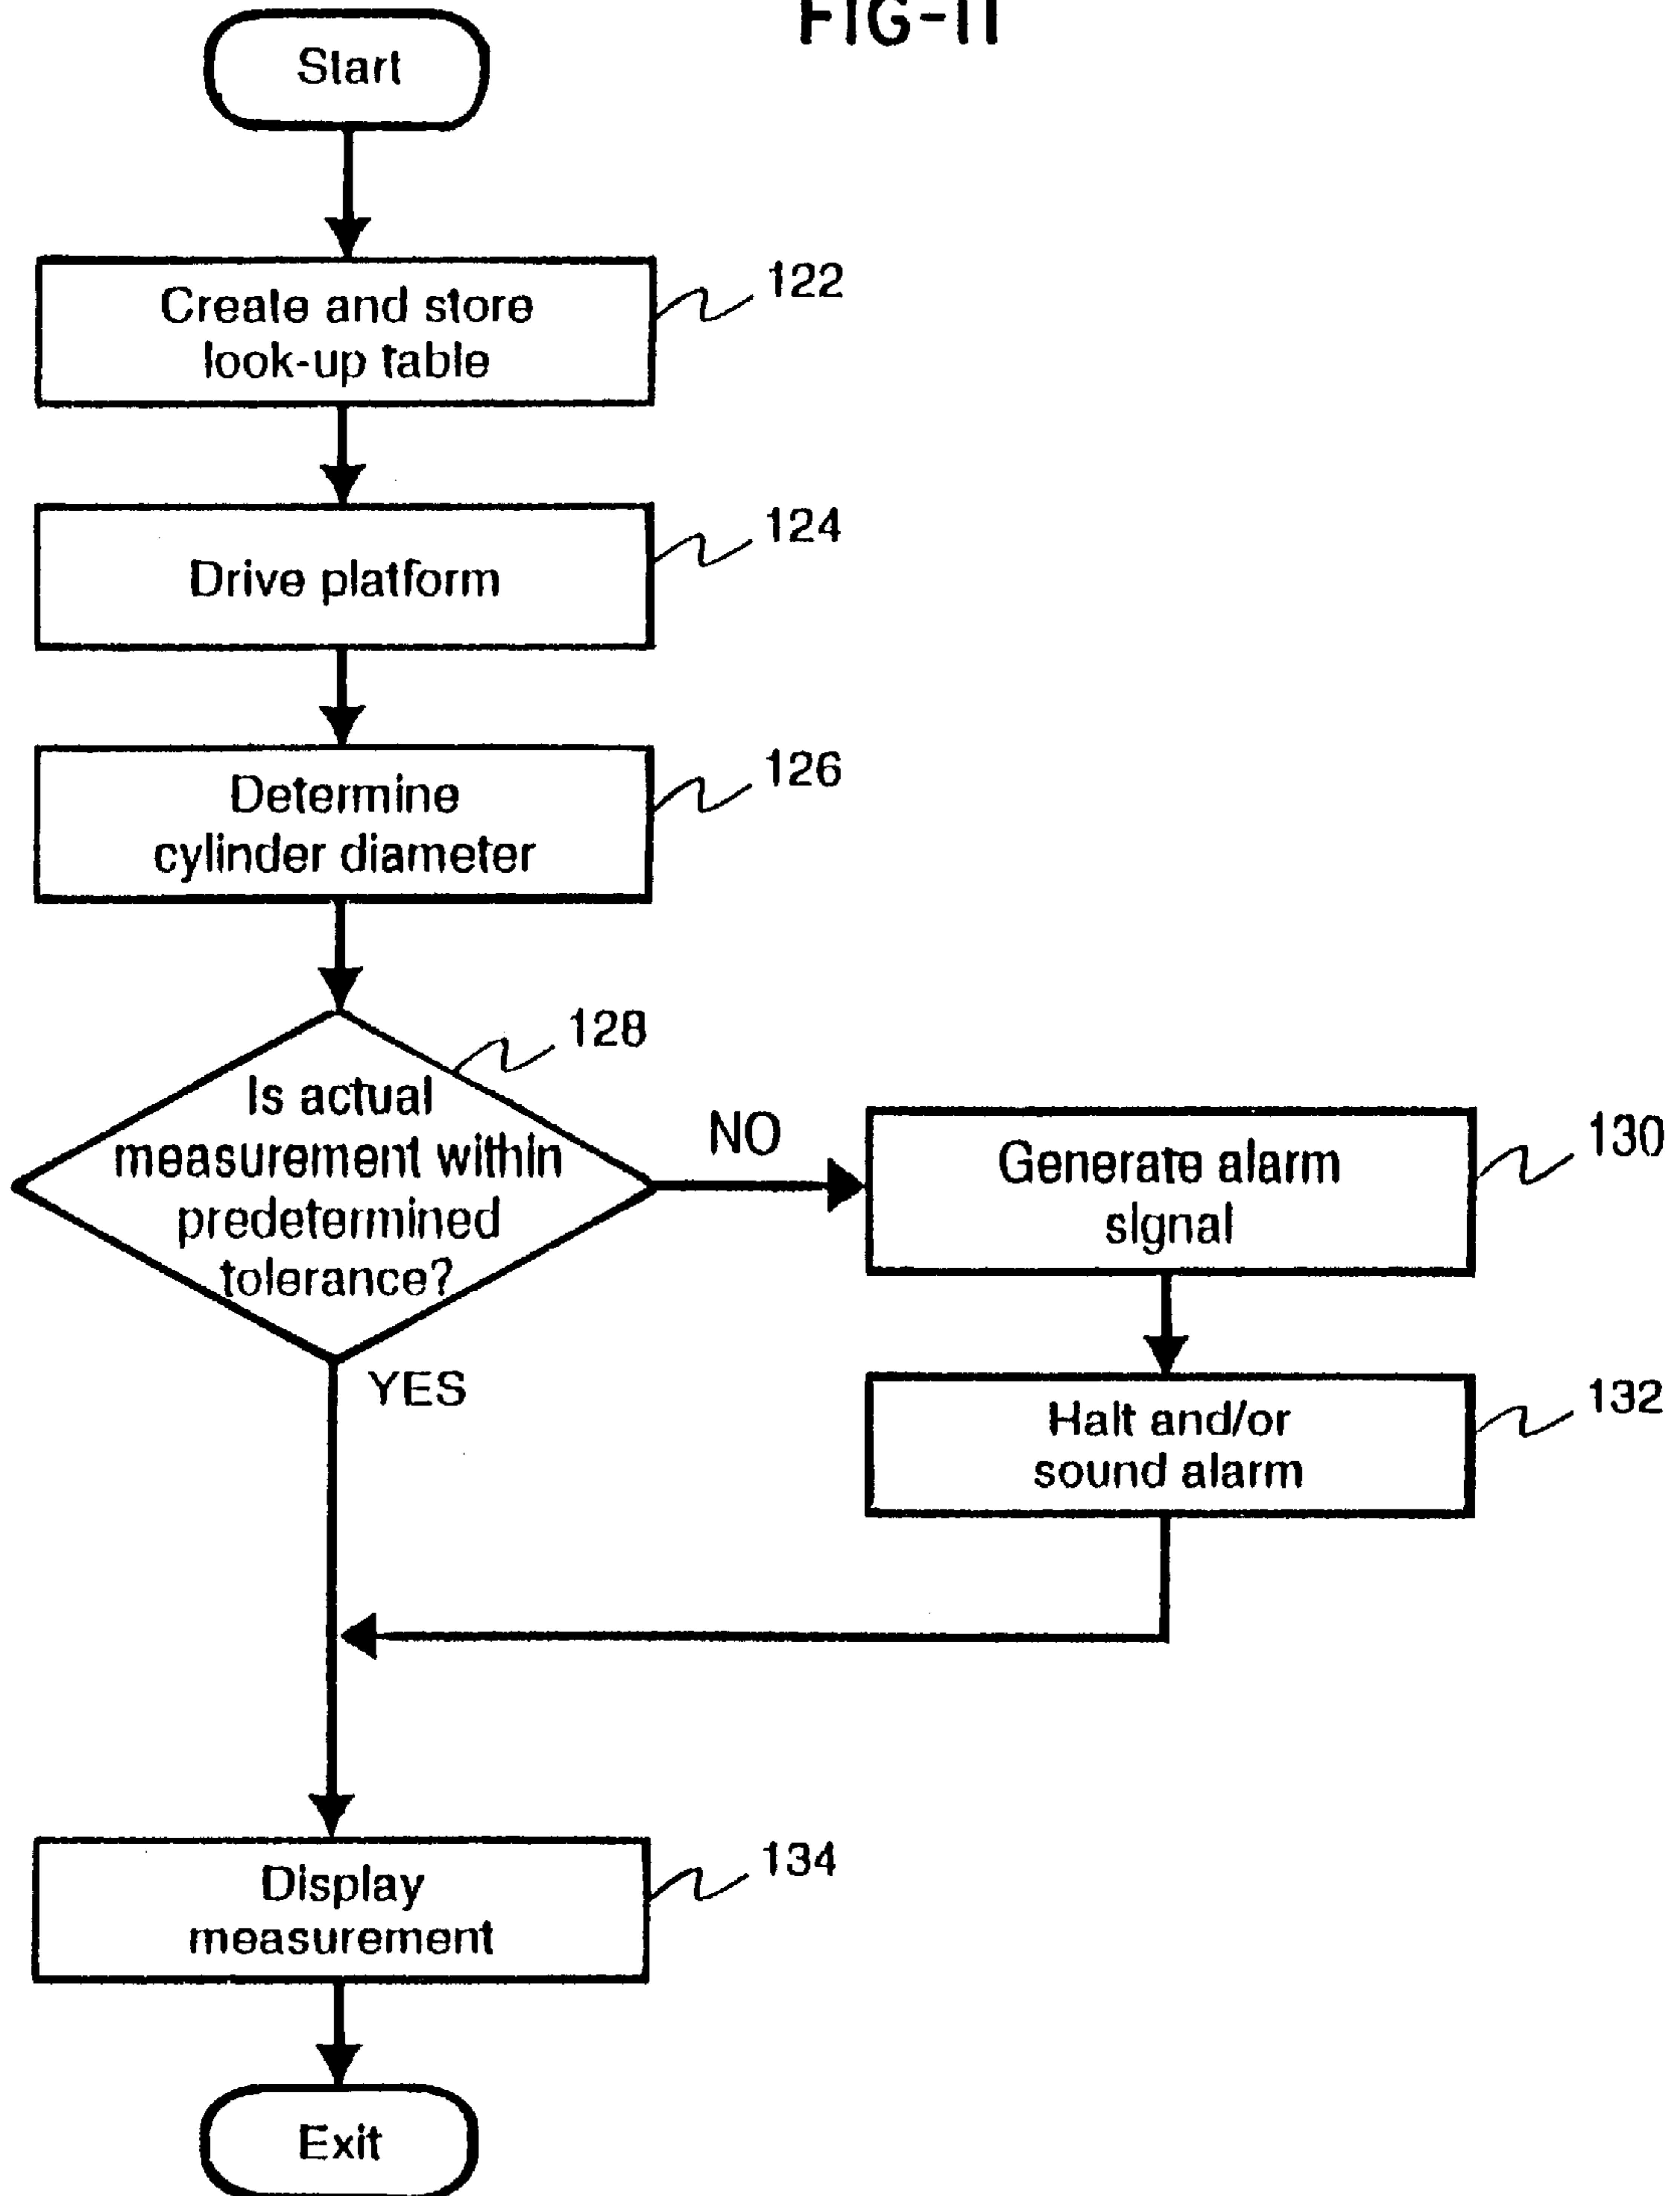 FIG-11
Start
Create and store
look-up table
122
Drive platform
124
Determine
cylinder diameter
126
128
Is actual
measurement within
predetermined
tolerance?
NO
Generate alarm
signal
130
YES
Halt and/or
sound alarm
132
Display
measurement
134
Exit